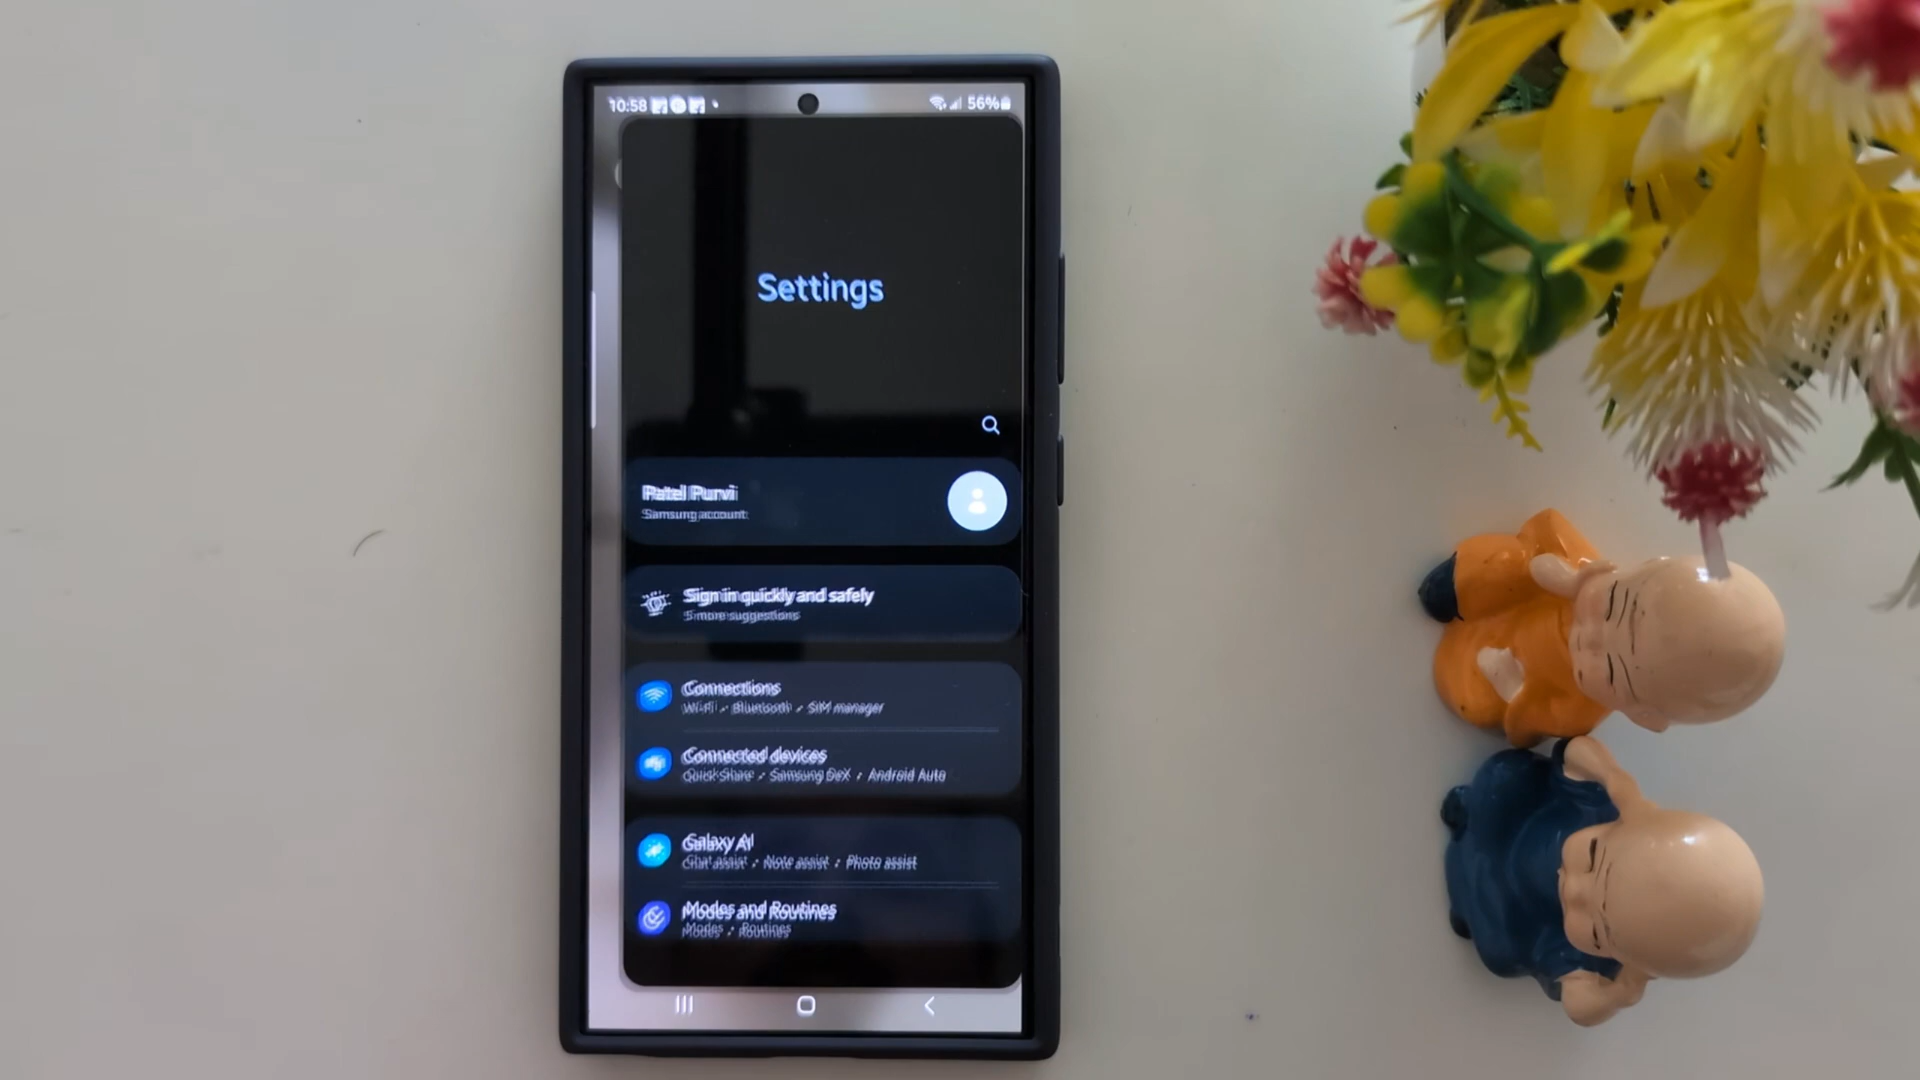 10:58
56%
Settings
Patel Purvi
Samsung account
Sign in quickly and safely
5 more suggestions
Connections
Wi-Fi • Bluetooth • SIM manager
Connected devices
Quick Share • Samsung DeX • Android Auto
Galaxy AI
Chat assist • Note assist • Photo assist
Modes and Routines
Modes • Routines